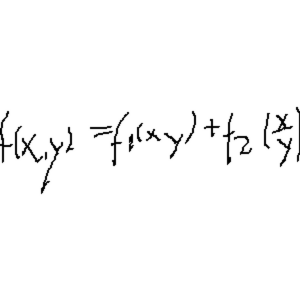 f(x,y) = f₁(xy) + f₂(x/y)